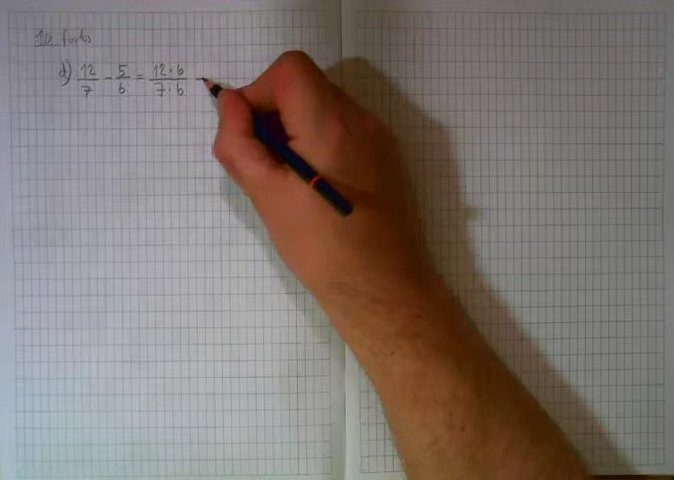 d) 12/7 - 5/6 = 12·6/7·6 -